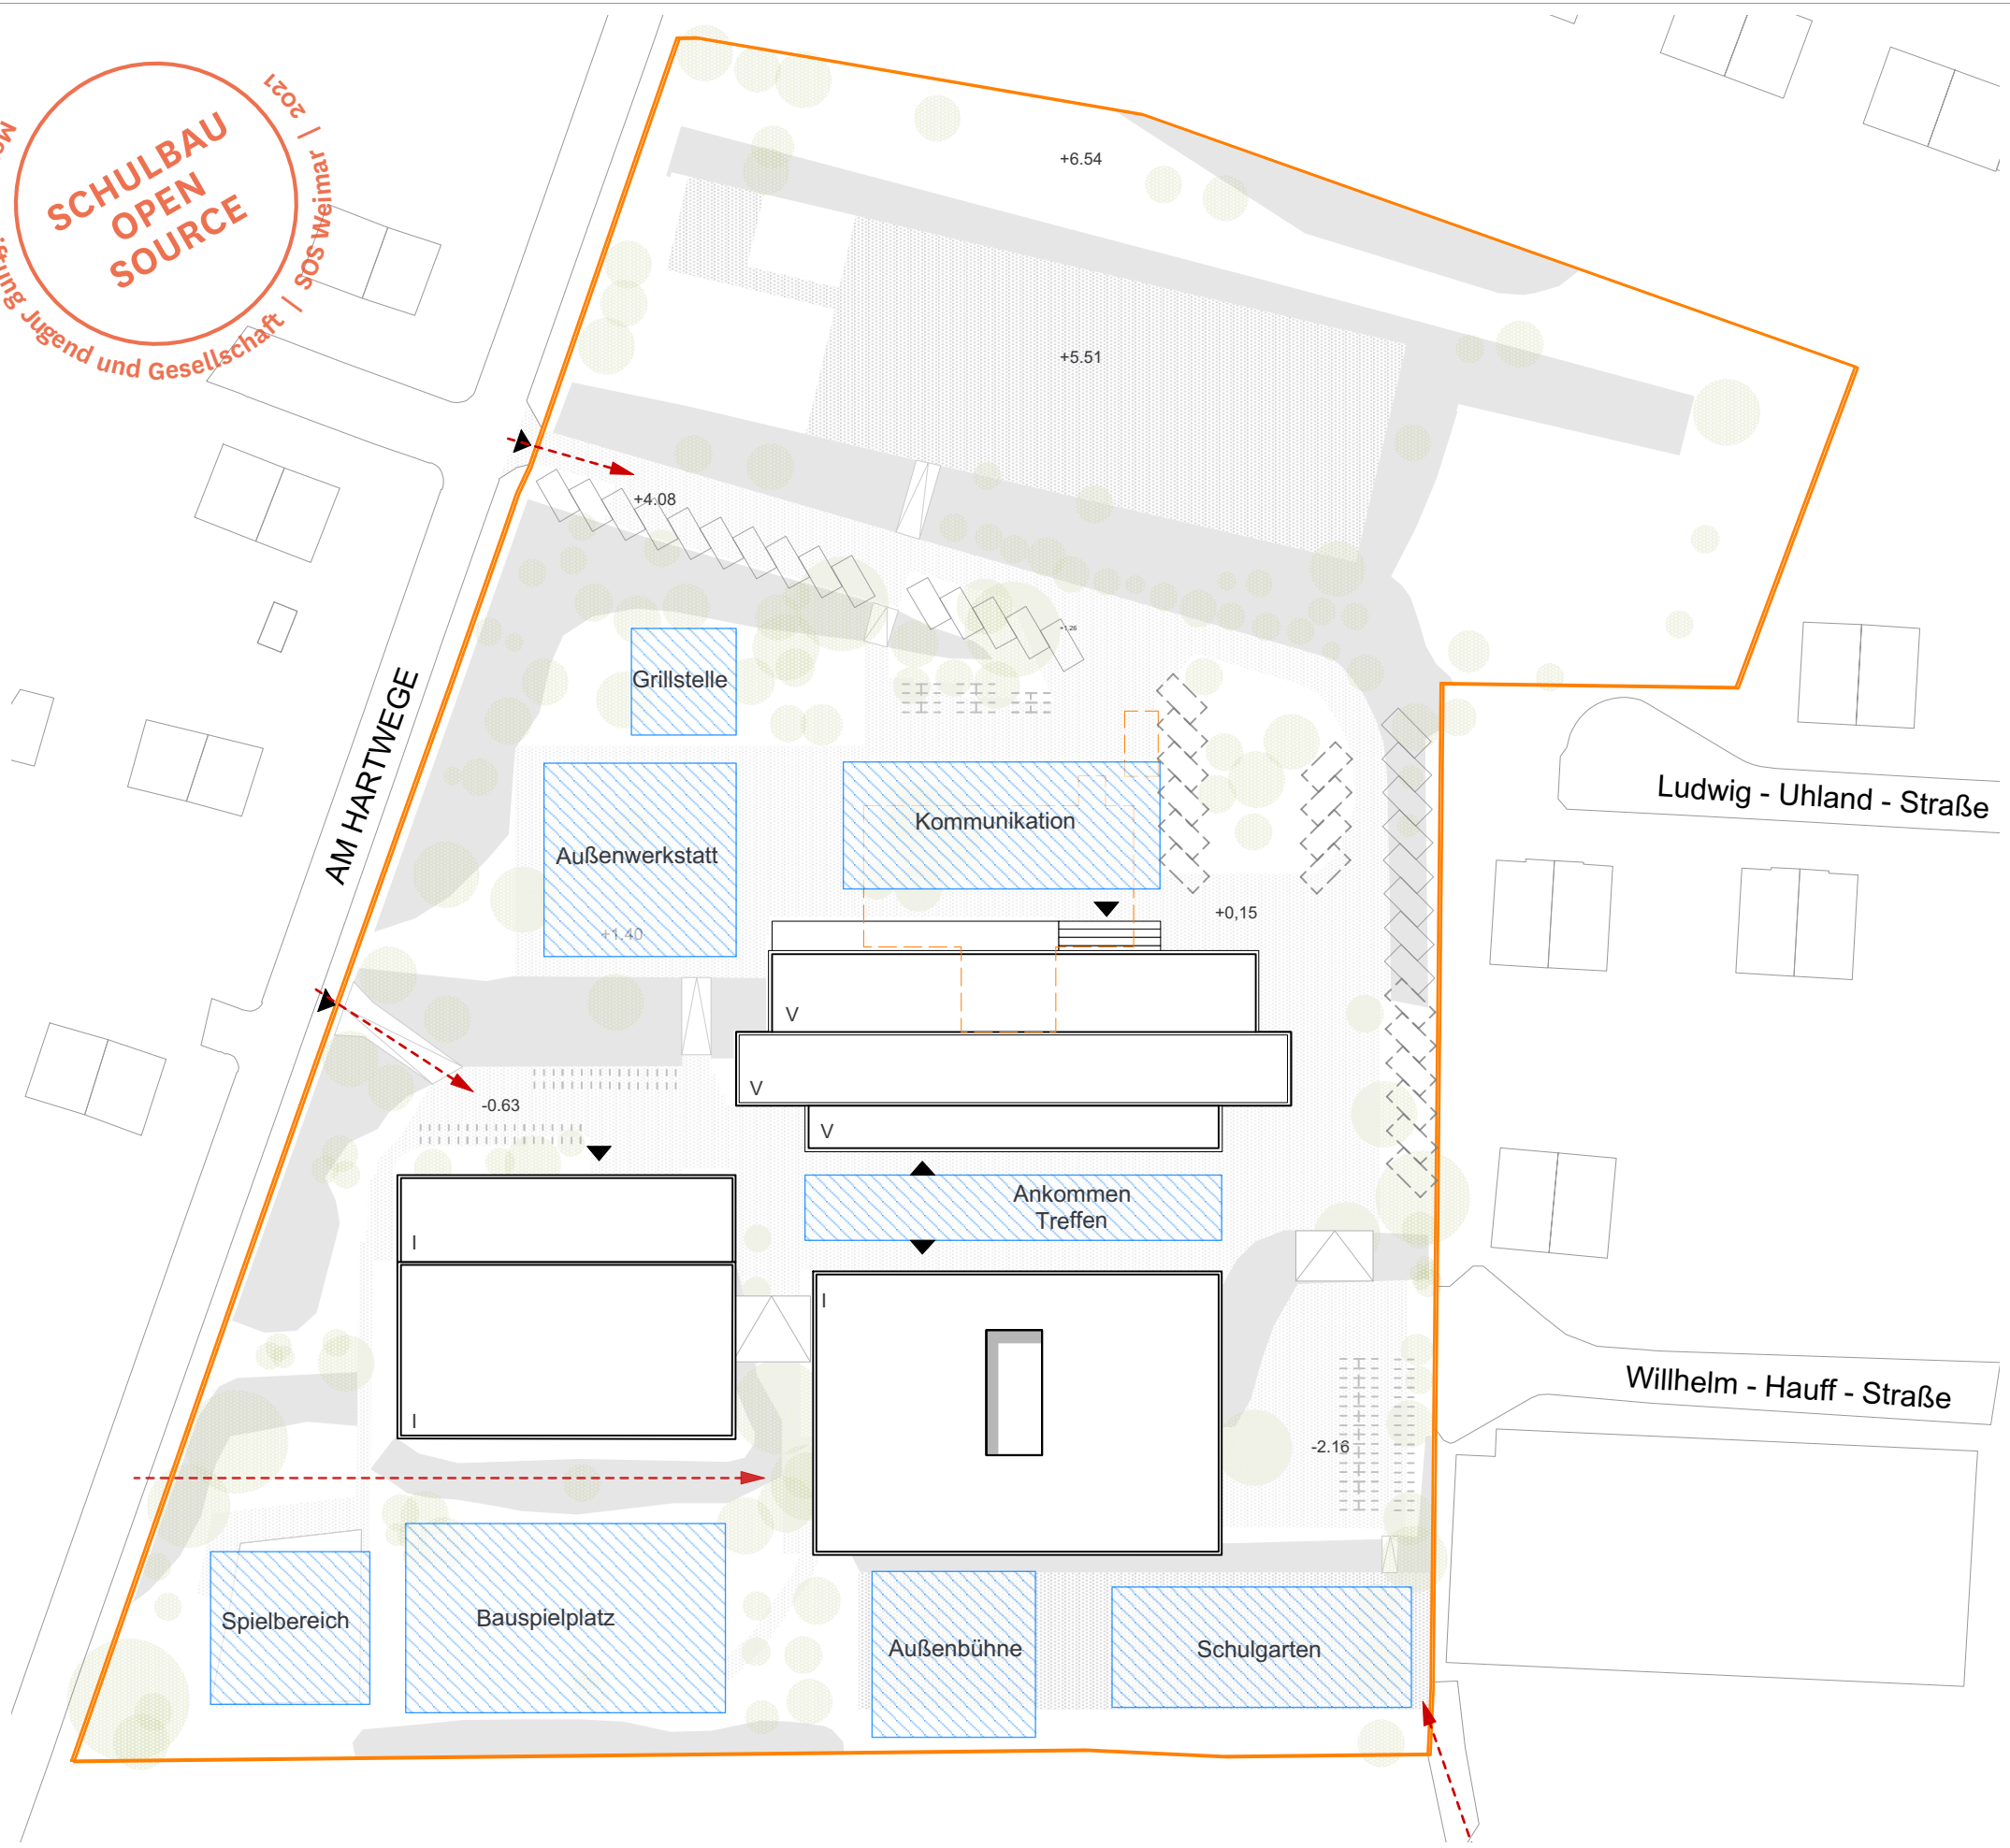 SCHULBAU
OPEN
SOURCE
Jugend und Gesellschaft | SOS Weimar | 2021
+6.54
+5.51
+4.08
+1.26
Grillstelle
AM HARTWEGE
Ludwig - Uhland - Straße
Kommunikation
Außenwerkstatt
+0,15
+1.40
V
V
-0.63
V
Ankommen
Treffen
I
I
Willhelm - Hauff - Straße
I
-2.16
Spielbereich
Bauspielplatz
Außenbühne
Schulgarten